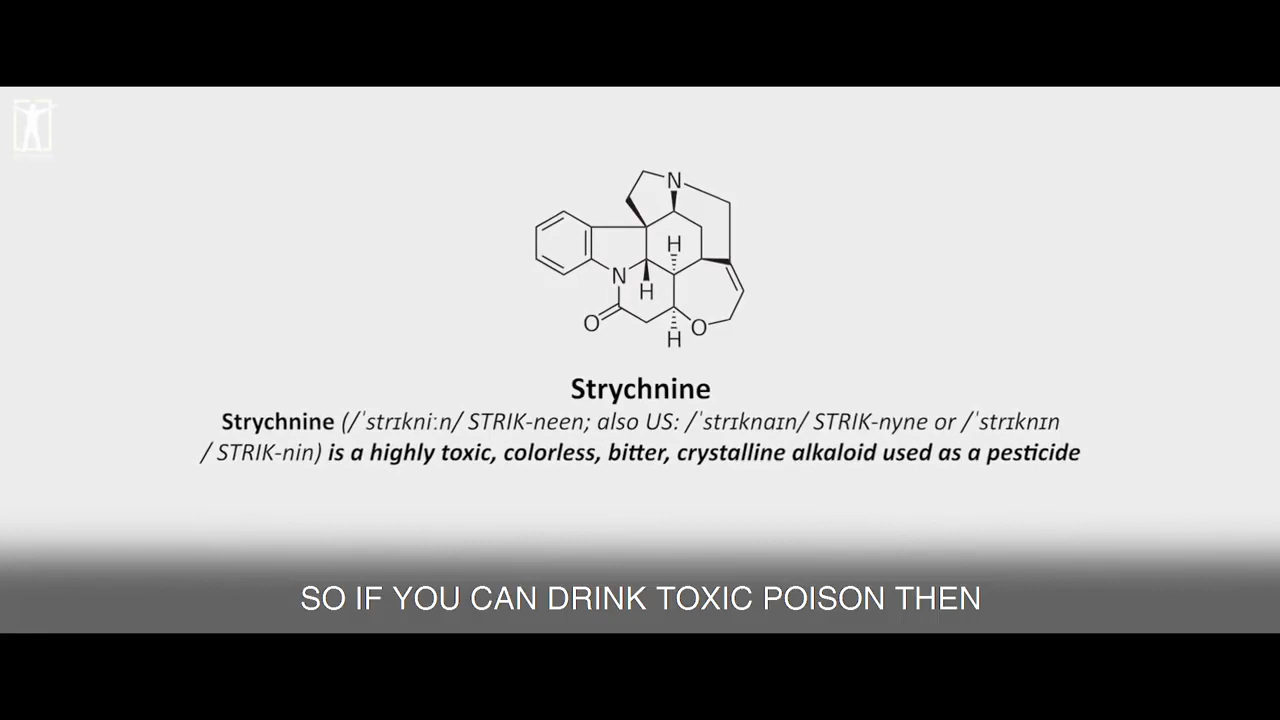 N
H
N
H
O
O
H
Strychnine
Strychnine (/ˈstrɪkniːn/ STRIK-neen; also US: /ˈstrɪknaɪn/ STRIK-nyne or /ˈstrɪknɪn
/ STRIK-nin) is a highly toxic, colorless, bitter, crystalline alkaloid used as a pesticide
SO IF YOU CAN DRINK TOXIC POISON THEN